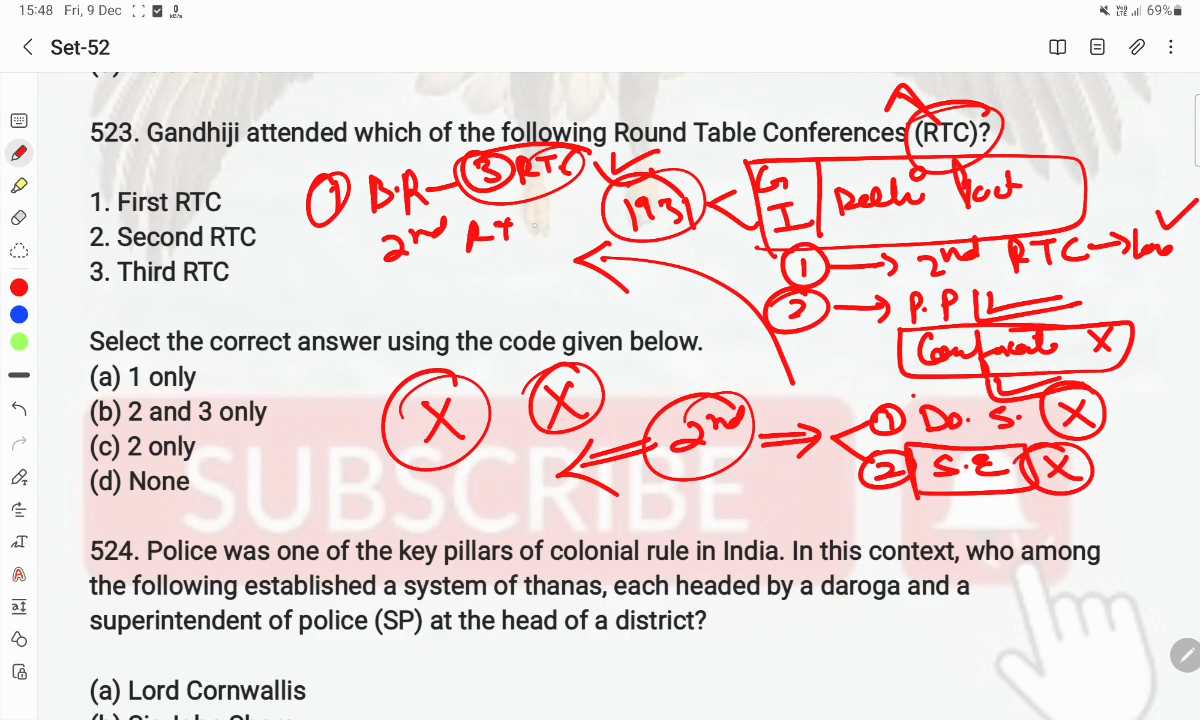 15:48 Fri, 9 Dec 0 kB/s Voo LTE 69%
Set-52
523. Gandhiji attended which of the following Round Table Conferences (RTC)?
1. First RTC
2. Second RTC
3. Third RTC
① B.R - ③ RTC
2nd RT
1931
G I Delhi Pact
① → 2nd RTC → Lon
② → P.P
X
Select the correct answer using the code given below.
(a) 1 only
(b) 2 and 3 only
(c) 2 only
(d) None
X X 2nd
① Do. S. X
② S.E X
SUBSCRIBE
524. Police was one of the key pillars of colonial rule in India. In this context, who among
the following established a system of thanas, each headed by a daroga and a
superintendent of police (SP) at the head of a district?
(a) Lord Cornwallis